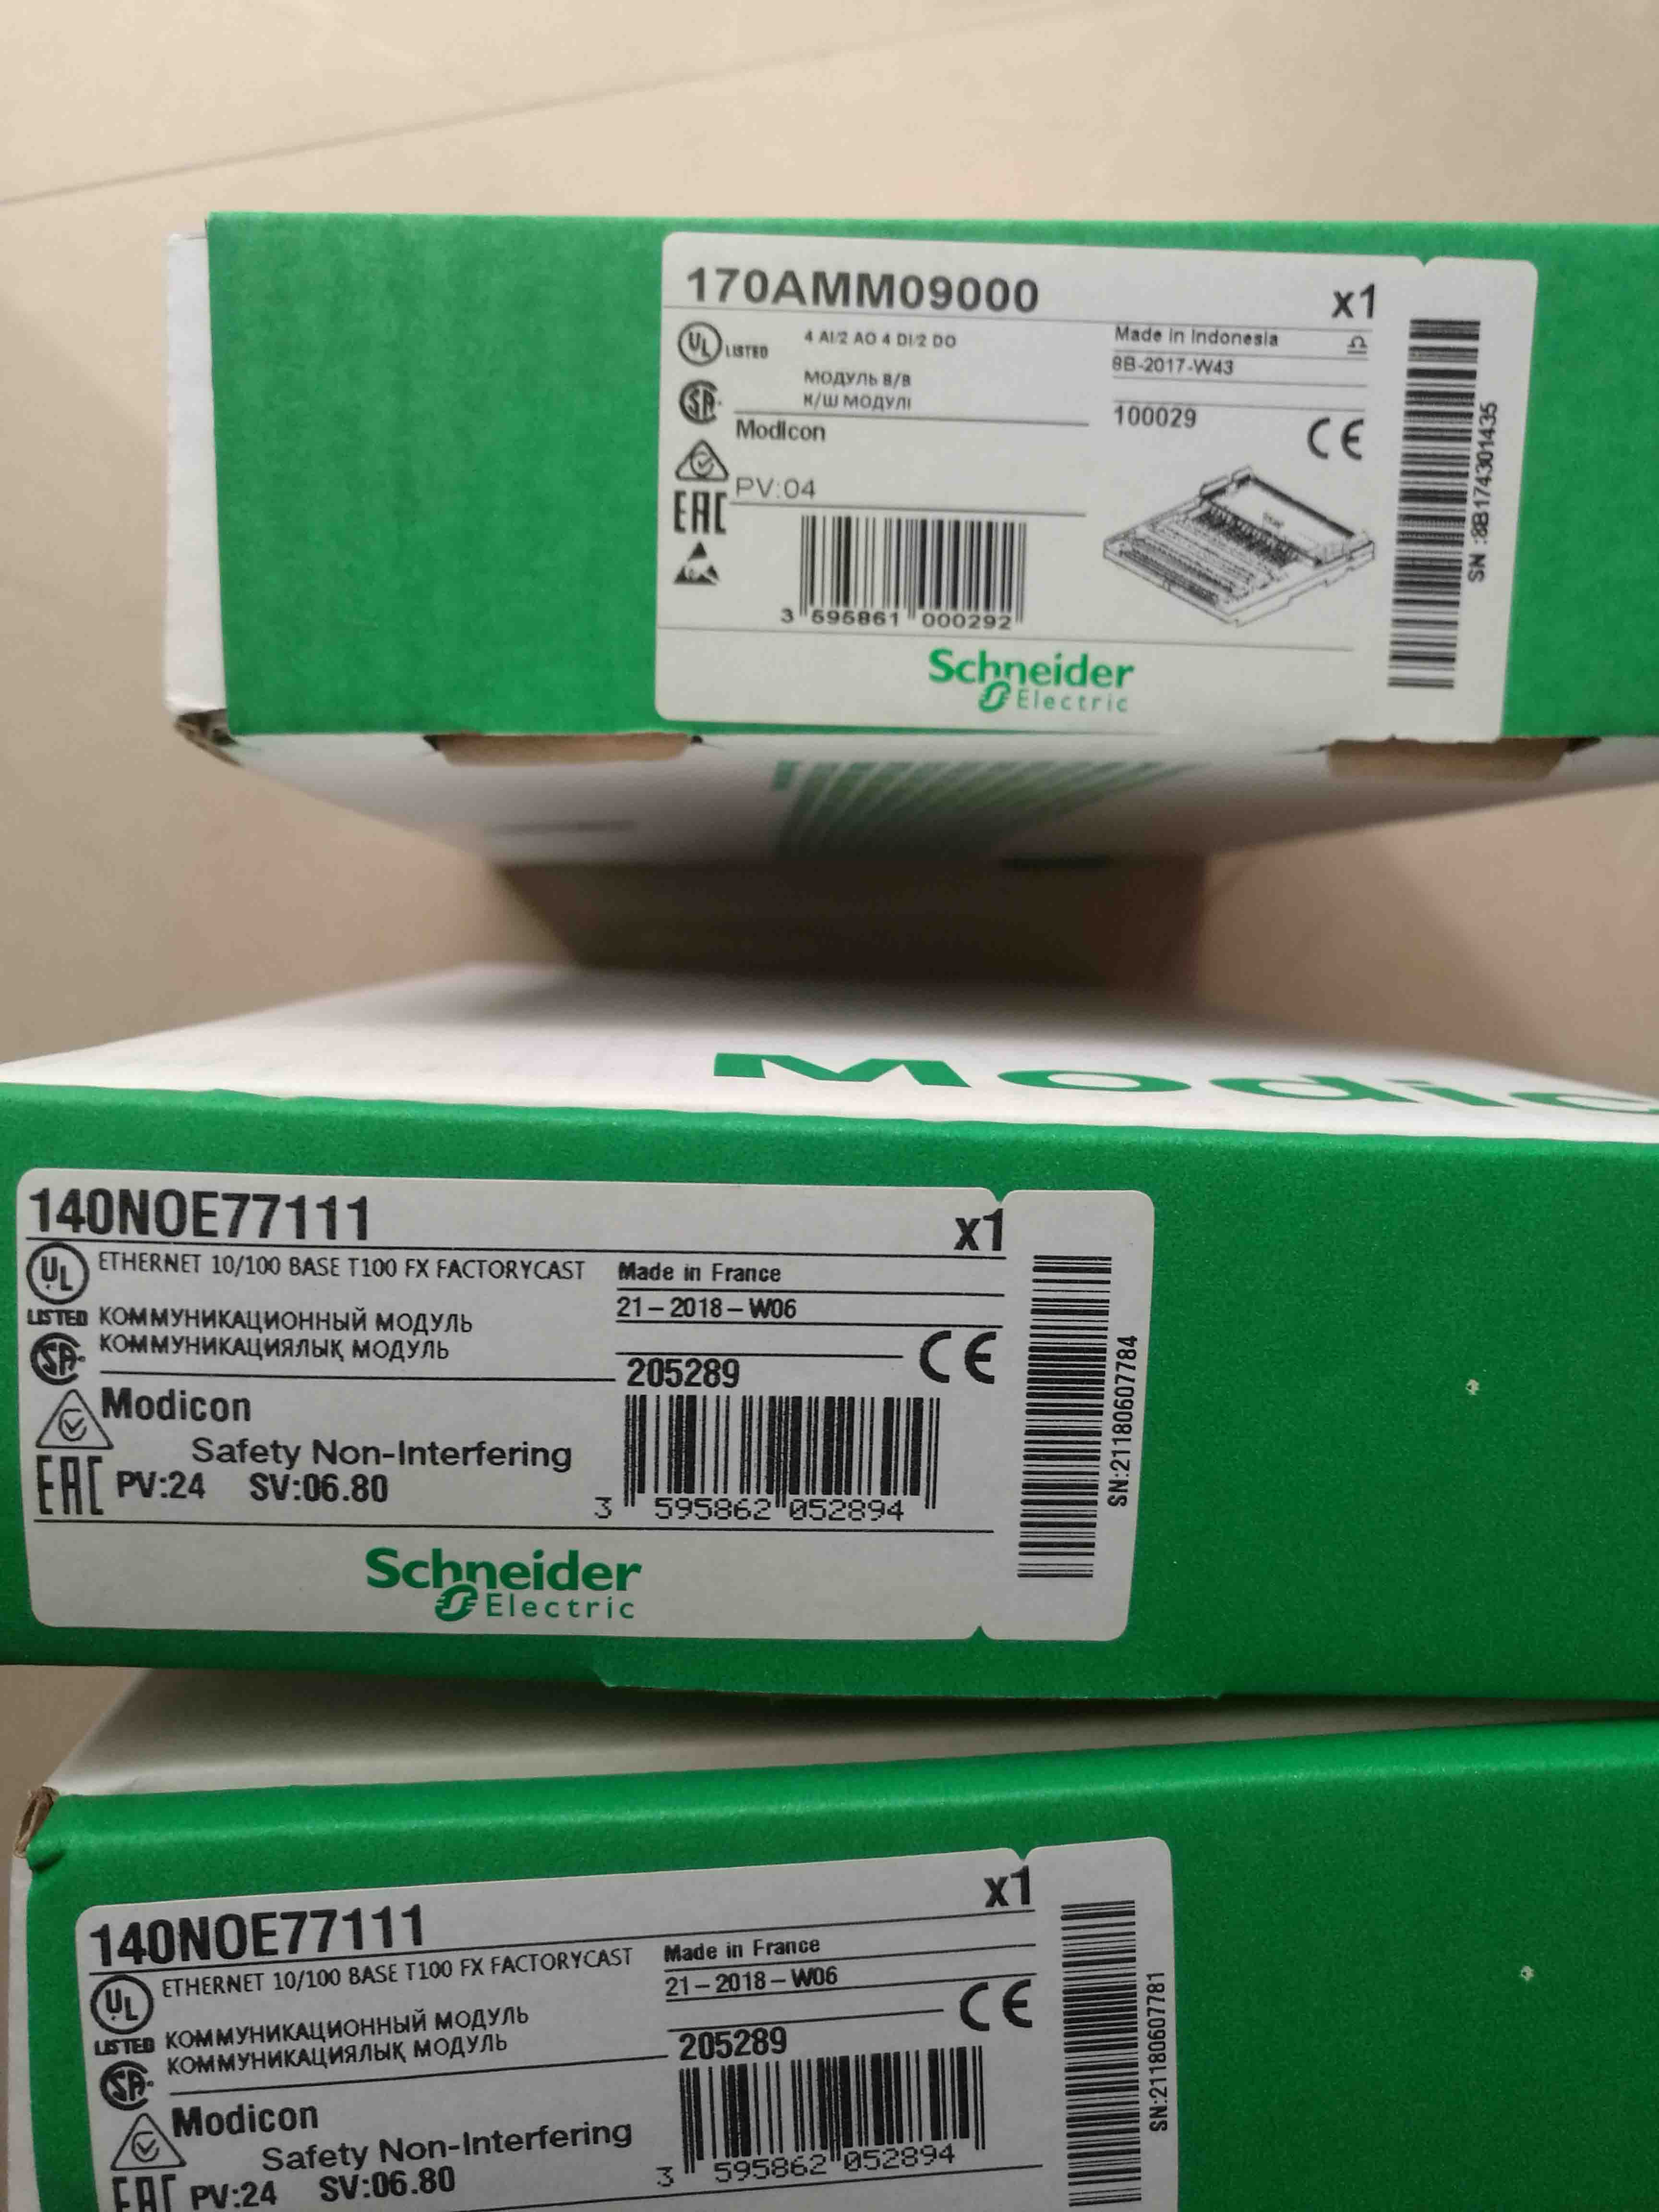 170AMM09000 x1
UL LISTED 4 AI/2 AO 4 DI/2 DO Made in Indonesia
8B-2017-W43
МОДУЛЬ В/В
К/Ш МОДУЛІ
100029
CE
Modicon
PV:04
EAC
3 595861 000292
SN :8B174301435
Schneider
Electric
Modic
140NOE77111 x1
UL LISTED
ETHERNET 10/100 BASE T100 FX FACTORYCAST Made in France
21-2018-W06
КОММУНИКАЦИОННЫЙ МОДУЛЬ
КОММУНИКАЦИЯЛЫҚ МОДУЛЬ
CE
205289
Modicon
Safety Non-Interfering
EAC PV:24 SV:06.80
3 595862 052894
SN:21180607784
Schneider
Electric
140NOE77111 x1
UL LISTED
ETHERNET 10/100 BASE T100 FX FACTORYCAST Made in France
21-2018-W06
КОММУНИКАЦИОННЫЙ МОДУЛЬ
КОММУНИКАЦИЯЛЫҚ МОДУЛЬ
CE
205289
Modicon
Safety Non-Interfering
EAC PV:24 SV:06.80
3 595862 052894
SN:21180607781